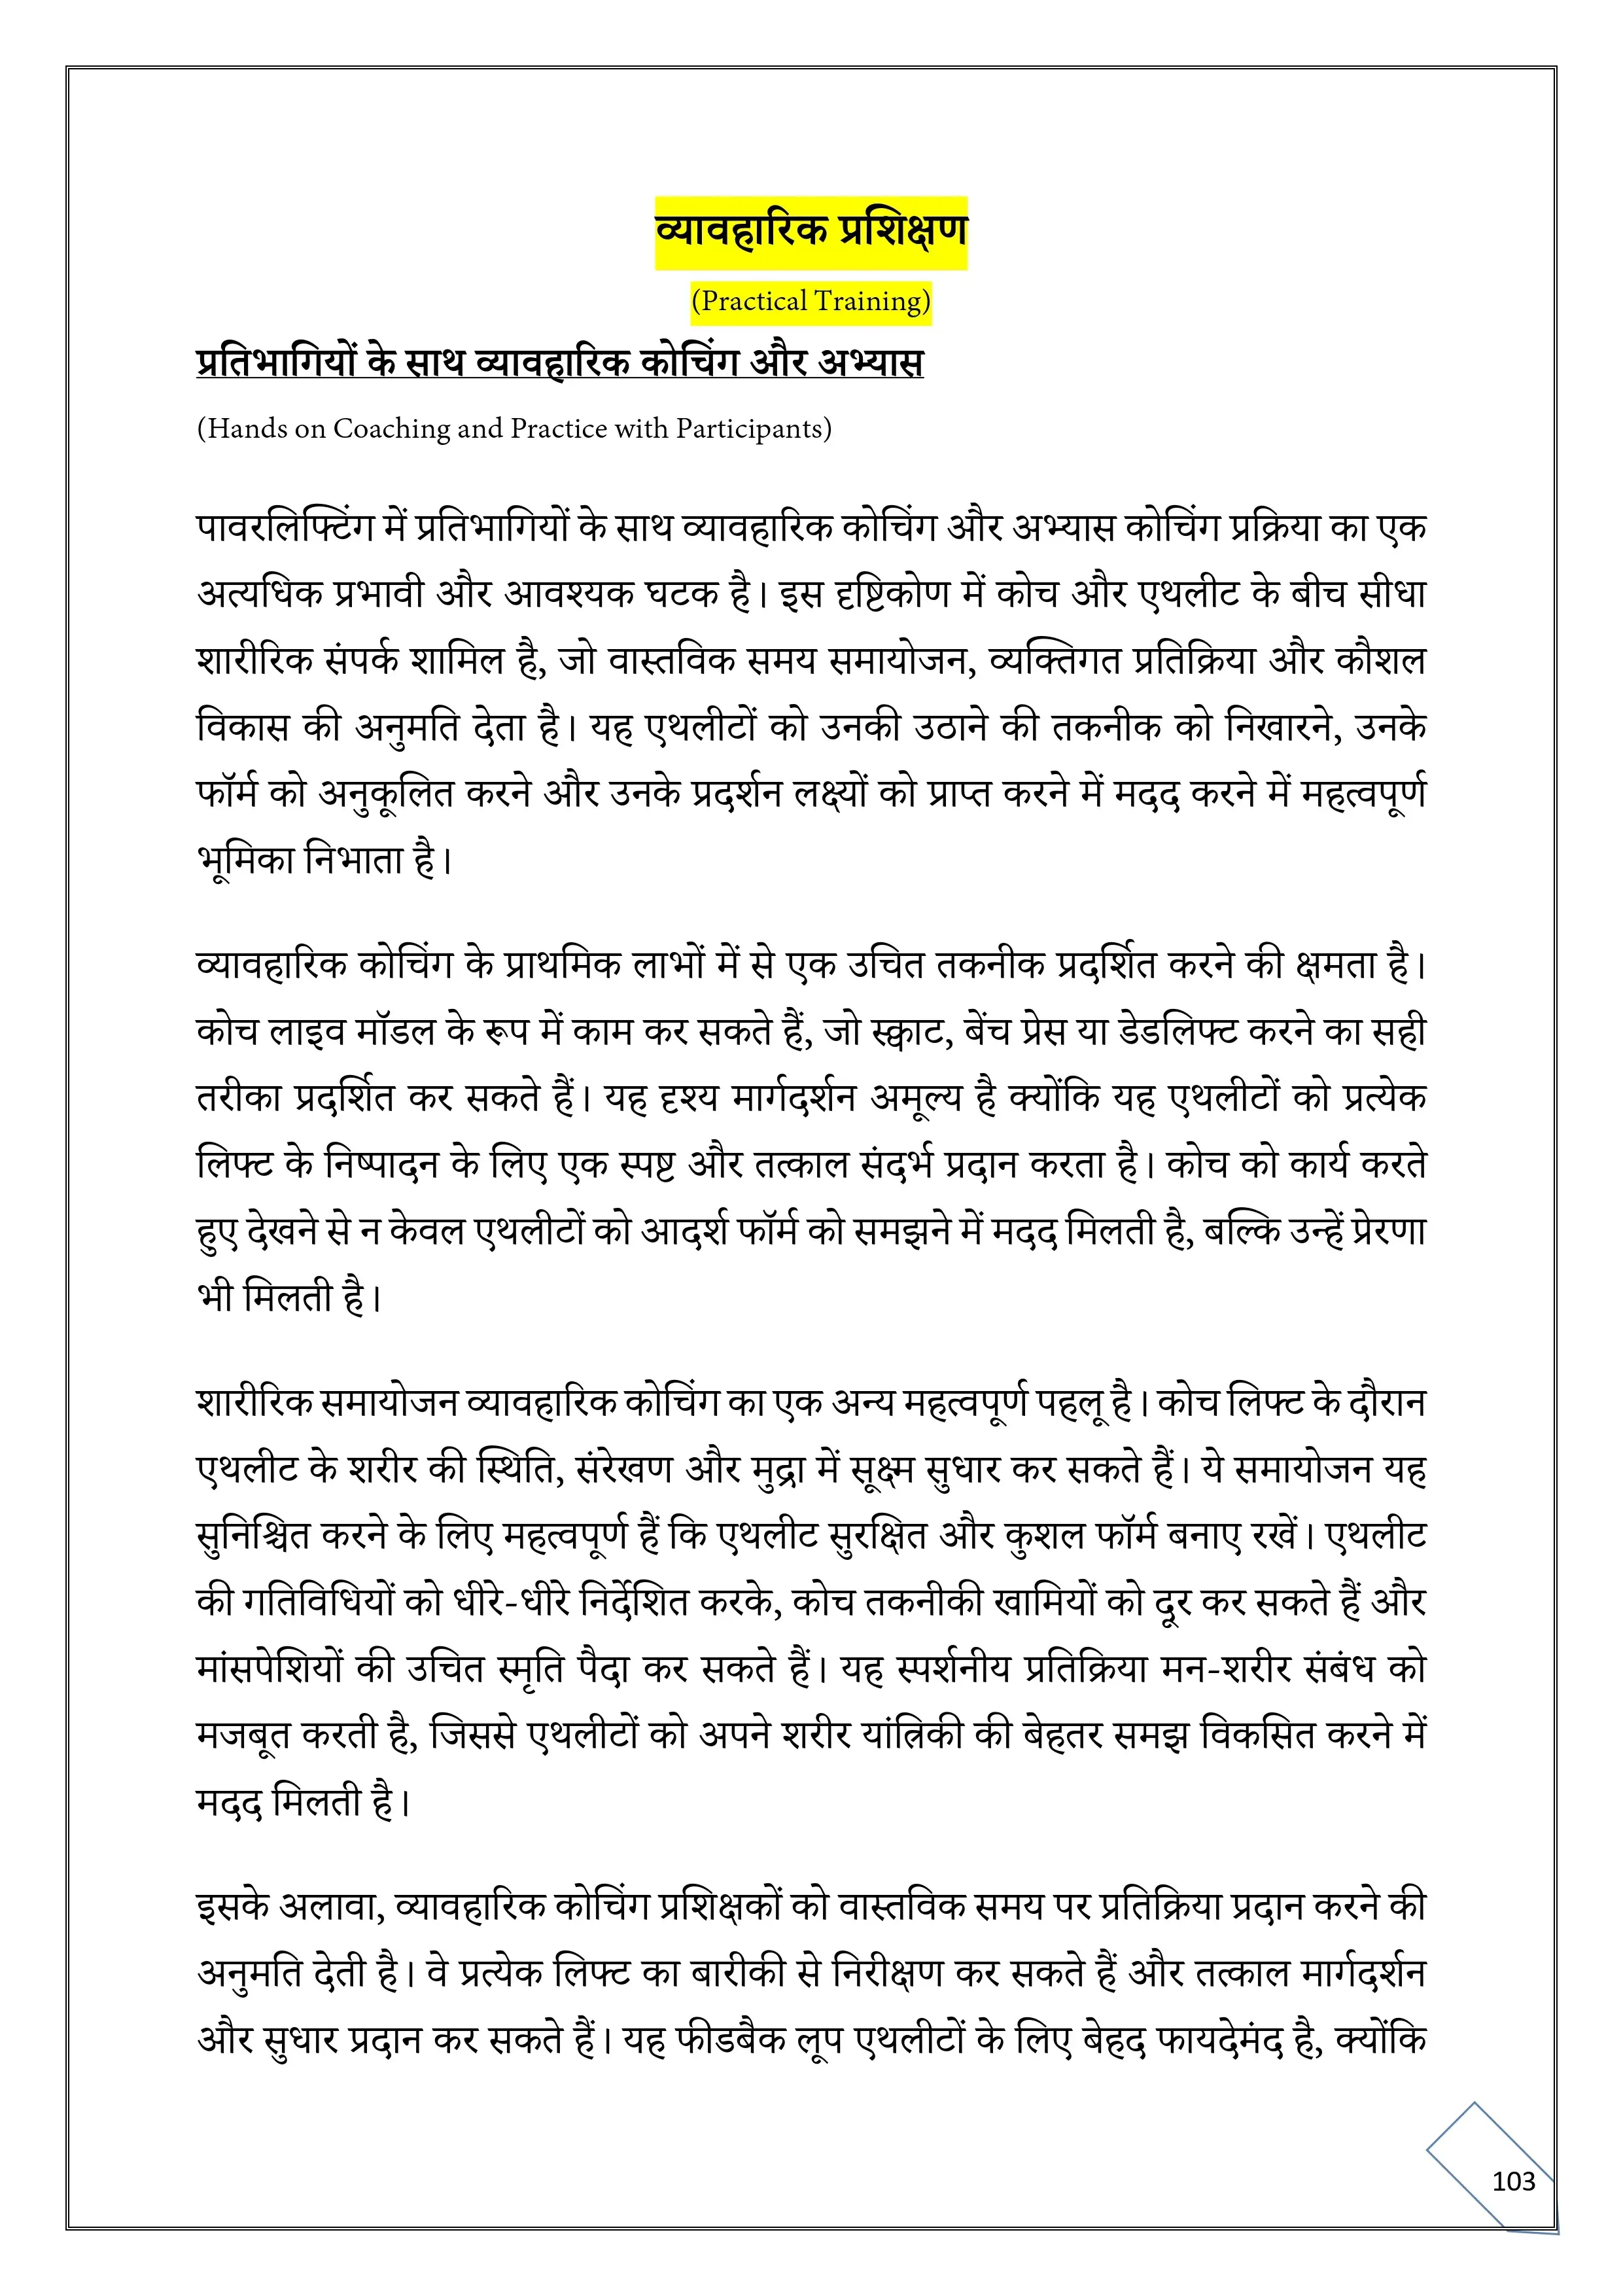 व्यावहारिक प्रशिक्षण
(Practical Training)
प्रतिभागियों के साथ व्यावहारिक कोचिंग और अभ्यास
(Hands on Coaching and Practice with Participants)
पावरलिफ्टिंग में प्रतिभागियों के साथ व्यावहारिक कोचिंग और अभ्यास कोचिंग प्रक्रिया का एक
अत्यधिक प्रभावी और आवश्यक घटक है। इस दृष्टिकोण में कोच और एथलीट के बीच सीधा
शारीरिक संपर्क शामिल है, जो वास्तविक समय समायोजन, व्यक्तिगत प्रतिक्रिया और कौशल
विकास की अनुमति देता है। यह एथलीटों को उनकी उठाने की तकनीक को निखारने, उनके
फॉर्म को अनुकूलित करने और उनके प्रदर्शन लक्ष्यों को प्राप्त करने में मदद करने में महत्वपूर्ण
भूमिका निभाता है।
व्यावहारिक कोचिंग के प्राथमिक लाभों में से एक उचित तकनीक प्रदर्शित करने की क्षमता है।
कोच लाइव मॉडल के रूप में काम कर सकते हैं, जो स्क्वाट, बेंच प्रेस या डेडलिफ्ट करने का सही
तरीका प्रदर्शित कर सकते हैं। यह दृश्य मार्गदर्शन अमूल्य है क्योंकि यह एथलीटों को प्रत्येक
लिफ्ट के निष्पादन के लिए एक स्पष्ट और तत्काल संदर्भ प्रदान करता है। कोच को कार्य करते
हुए देखने से न केवल एथलीटों को आदर्श फॉर्म को समझने में मदद मिलती है, बल्कि उन्हें प्रेरणा
भी मिलती है।
शारीरिक समायोजन व्यावहारिक कोचिंग का एक अन्य महत्वपूर्ण पहलू है। कोच लिफ्ट के दौरान
एथलीट के शरीर की स्थिति, संरेखण और मुद्रा में सूक्ष्म सुधार कर सकते हैं। ये समायोजन यह
सुनिश्चित करने के लिए महत्वपूर्ण हैं कि एथलीट सुरक्षित और कुशल फॉर्म बनाए रखें। एथलीट
की गतिविधियों को धीरे-धीरे निर्देशित करके, कोच तकनीकी खामियों को दूर कर सकते हैं और
मांसपेशियों की उचित स्मृति पैदा कर सकते हैं। यह स्पर्शनीय प्रतिक्रिया मन-शरीर संबंध को
मजबूत करती है, जिससे एथलीटों को अपने शरीर यांत्रिकी की बेहतर समझ विकसित करने में
मदद मिलती है।
इसके अलावा, व्यावहारिक कोचिंग प्रशिक्षकों को वास्तविक समय पर प्रतिक्रिया प्रदान करने की
अनुमति देती है। वे प्रत्येक लिफ्ट का बारीकी से निरीक्षण कर सकते हैं और तत्काल मार्गदर्शन
और सुधार प्रदान कर सकते हैं। यह फीडबैक लूप एथलीटों के लिए बेहद फायदेमंद है, क्योंकि
103